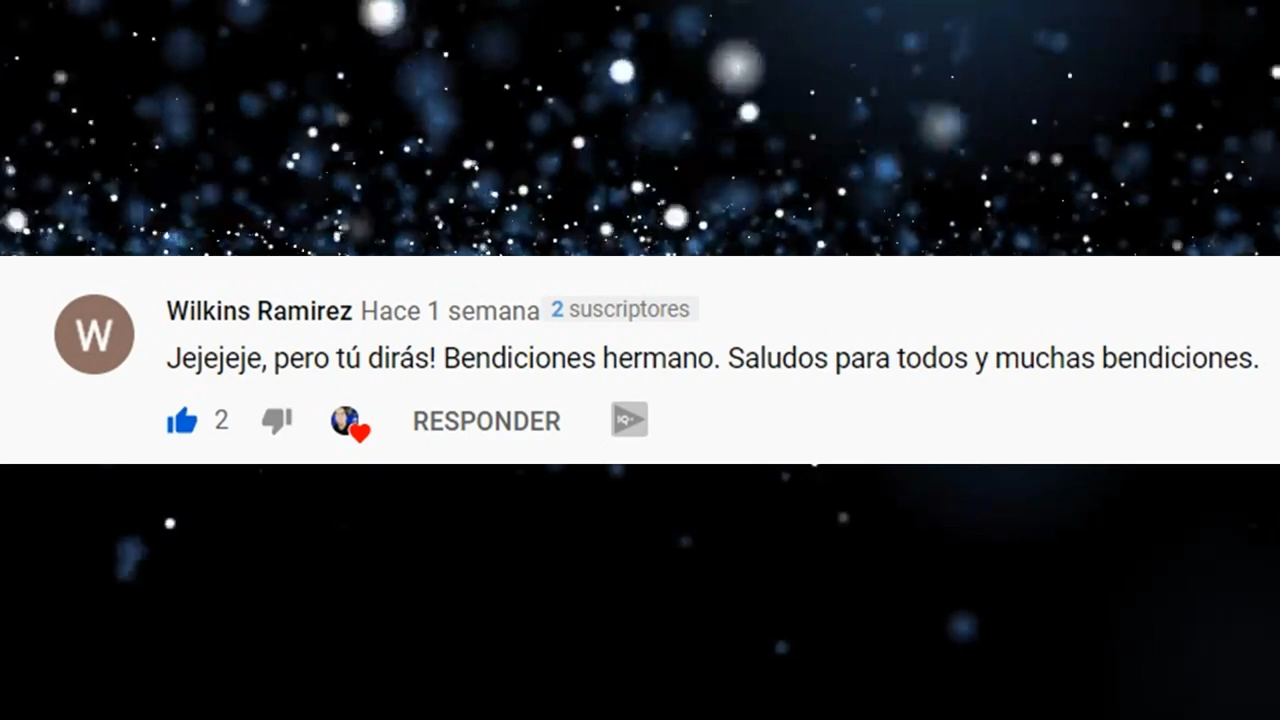 W
Wilkins Ramirez Hace 1 semana 2 suscriptores
Jejejeje, pero tú dirás! Bendiciones hermano. Saludos para todos y muchas bendiciones.
2 RESPONDER IQ